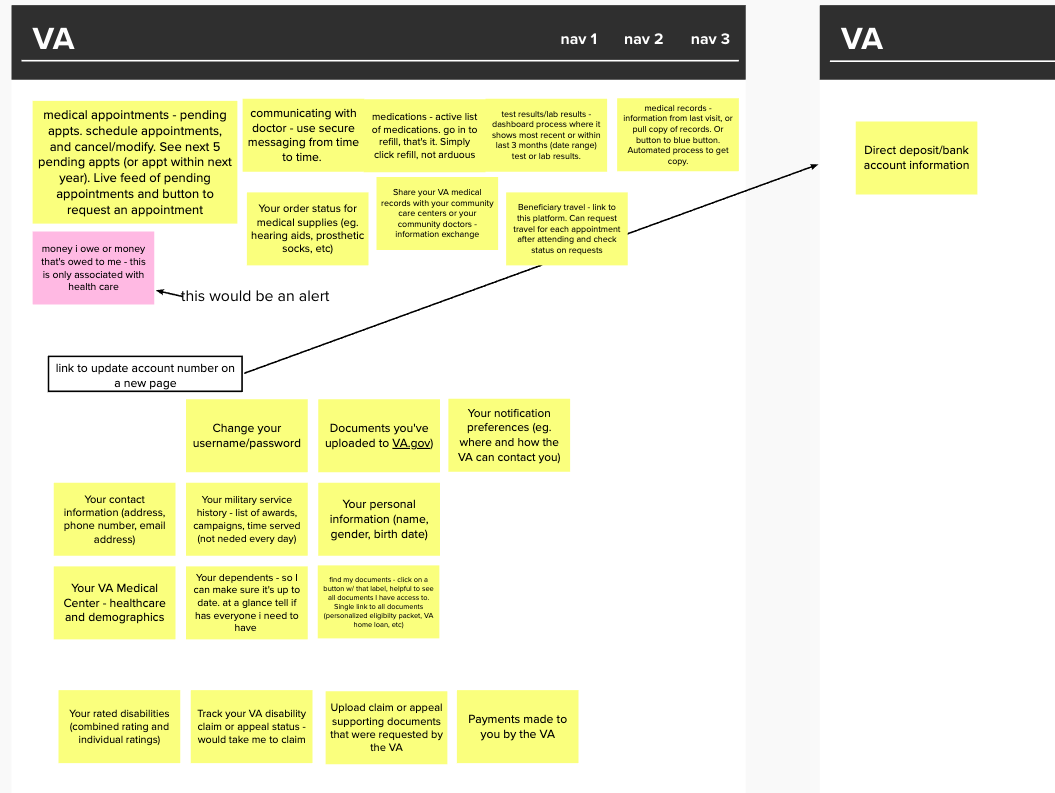 VA
nav 1 nav 2 nav 3
VA
medical appointments - pending
appts. schedule appointments,
and cancel/modify. See next 5
pending appts (or appt within next
year). Live feed of pending
appointments and button to
request an appointment
communicating with
doctor - use secure
messaging from time
to time.
medications - active list
of medications. go in to
refill, that's it. Simply
click refill, not arduous
test results/lab results -
dashboard process where it
shows most recent or within
last 3 months (date range)
test or lab results.
medical records -
information from last visit, or
pull copy of records. Or
button to blue button.
Automated process to get
copy.
Direct deposit/bank
account information
Your order status for
medical supplies (eg.
hearing aids, prosthetic
socks, etc)
Share your VA medical
records with your community
care centers or your
community doctors -
information exchange
Beneficiary travel - link to
this platform. Can request
travel for each appointment
after attending and check
status on requests
money i owe or money
that's owed to me - this
is only associated with
health care
this would be an alert
link to update account number on
a new page
Change your
username/password
Documents you've
uploaded to VA.gov)
Your notification
preferences (eg.
where and how the
VA can contact you)
Your contact
information (address,
phone number, email
address)
Your military service
history - list of awards,
campaigns, time served
(not neded every day)
Your personal
information (name,
gender, birth date)
Your VA Medical
Center - healthcare
and demographics
Your dependents - so I
can make sure it's up to
date. at a glance tell if
has everyone i need to
have
find my documents - click on a
button w/ that label, helpful to see
all documents I have access to.
Single link to all documents
(personalized eligibilty packet, VA
home loan, etc)
Your rated disabilities
(combined rating and
individual ratings)
Track your VA disability
claim or appeal status -
would take me to claim
Upload claim or appeal
supporting documents
that were requested by
the VA
Payments made to
you by the VA